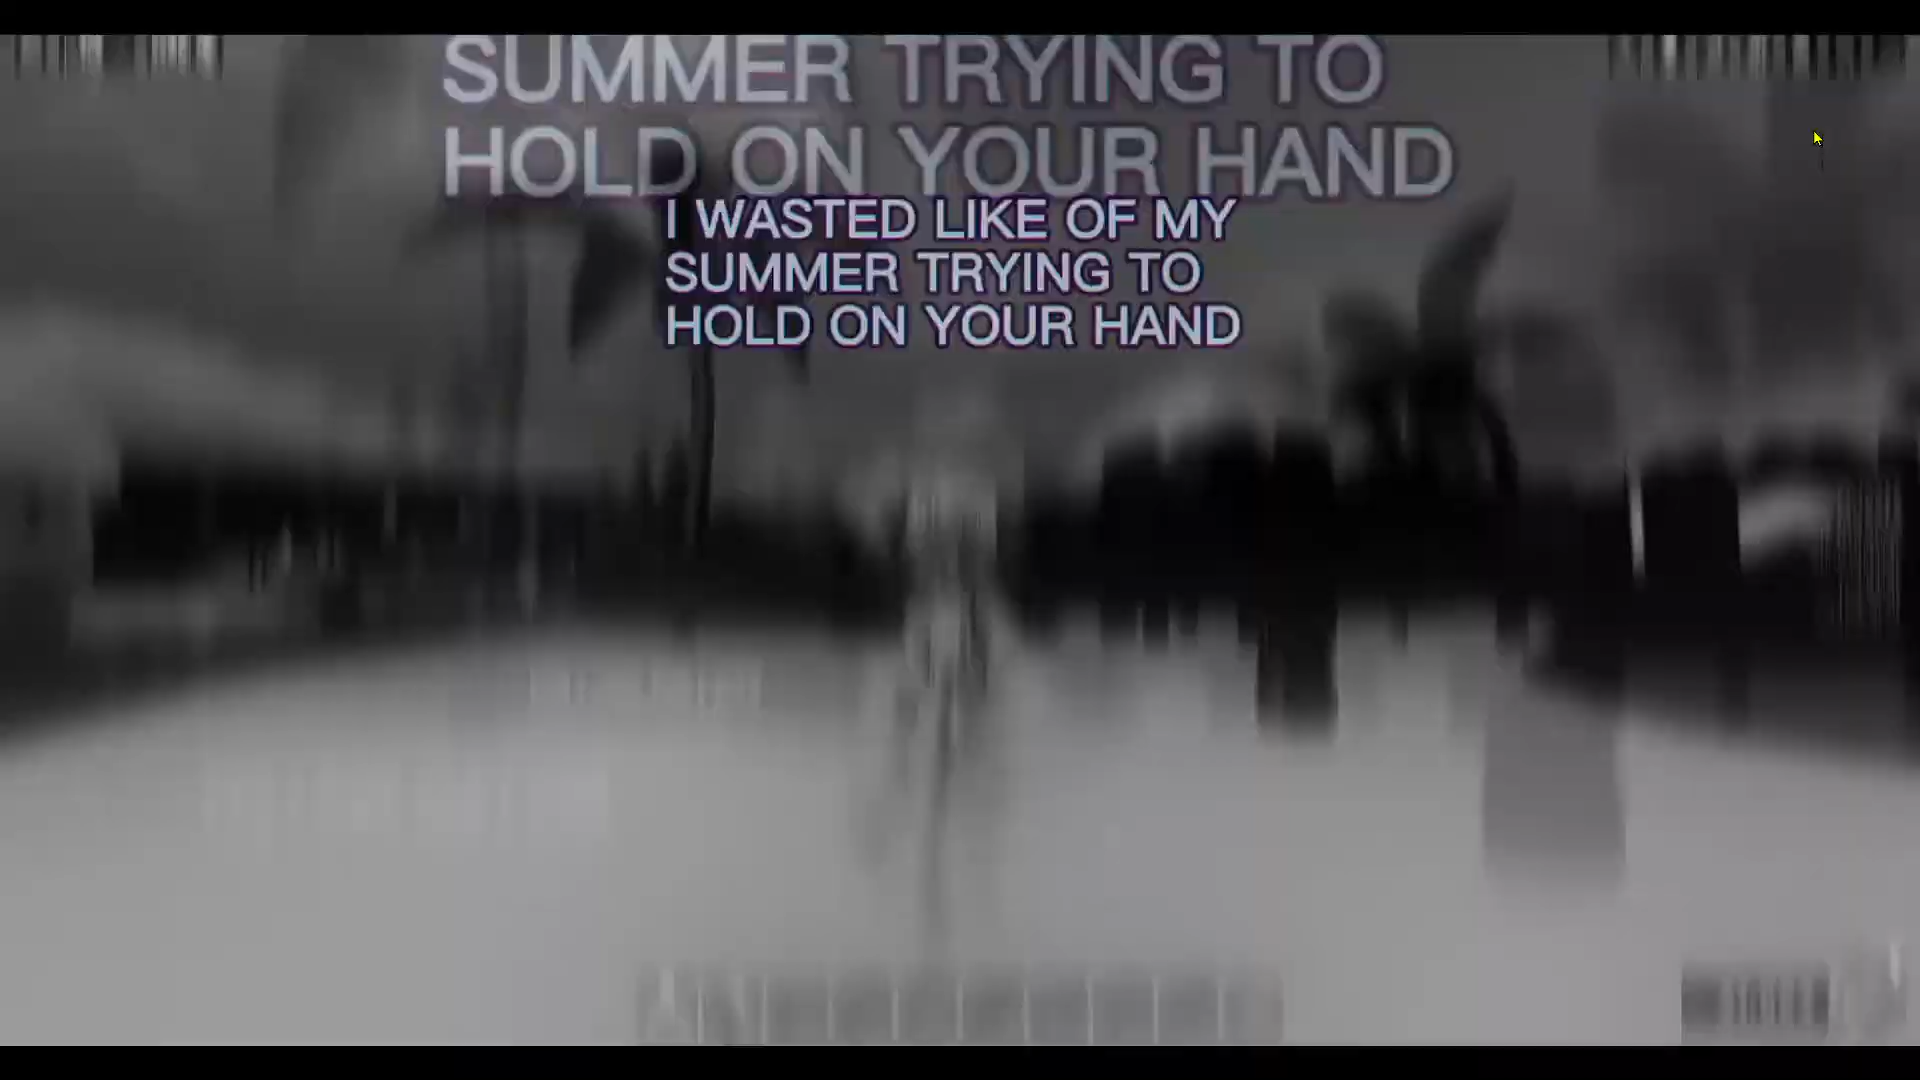 SUMMER TRYING TO
HOLD ON YOUR HAND
I WASTED LIKE OF MY
SUMMER TRYING TO
HOLD ON YOUR HAND